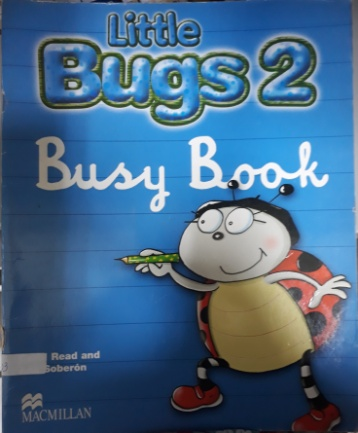 Little
Bugs 2
Busy Book
Read and
Soberón
MACMILLAN